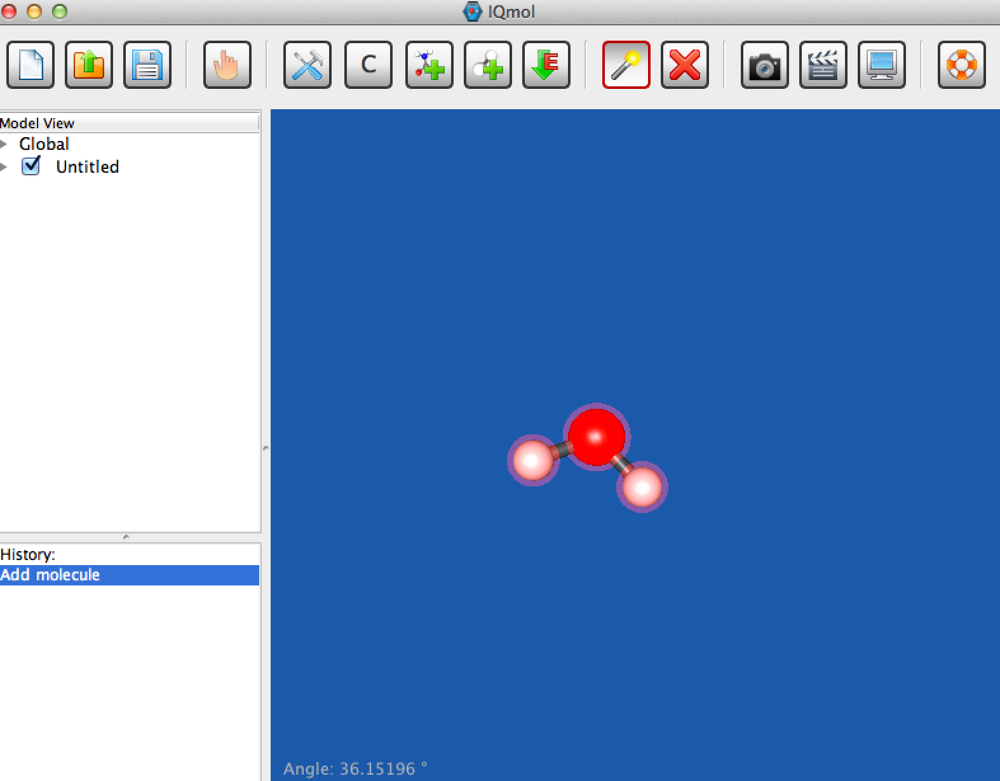 IQmol
C
E
Model View
Global
Untitled
History:
Add molecule
Angle: 36.15196 °